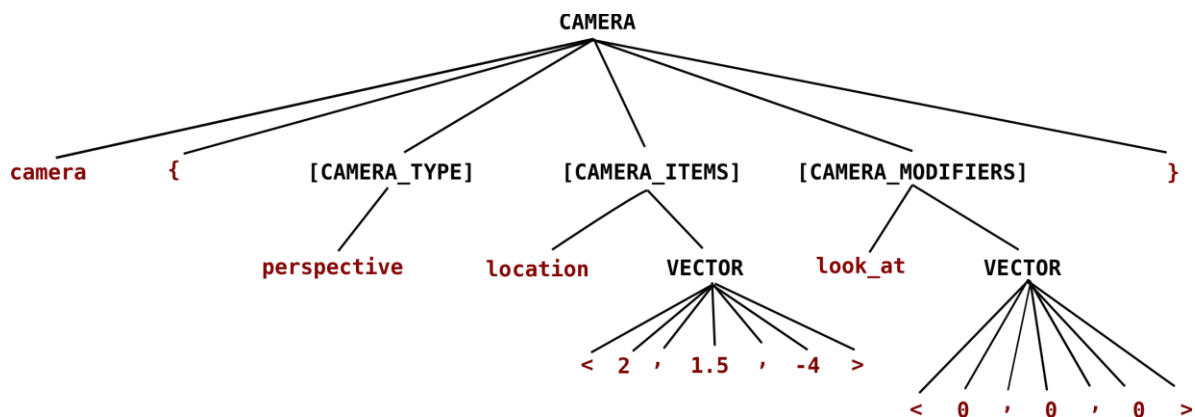 CAMERA
camera { [CAMERA_TYPE] [CAMERA_ITEMS] [CAMERA_MODIFIERS] }
perspective location VECTOR look_at VECTOR
< 2 , 1.5 , -4 >
< 0 , 0 , 0 >